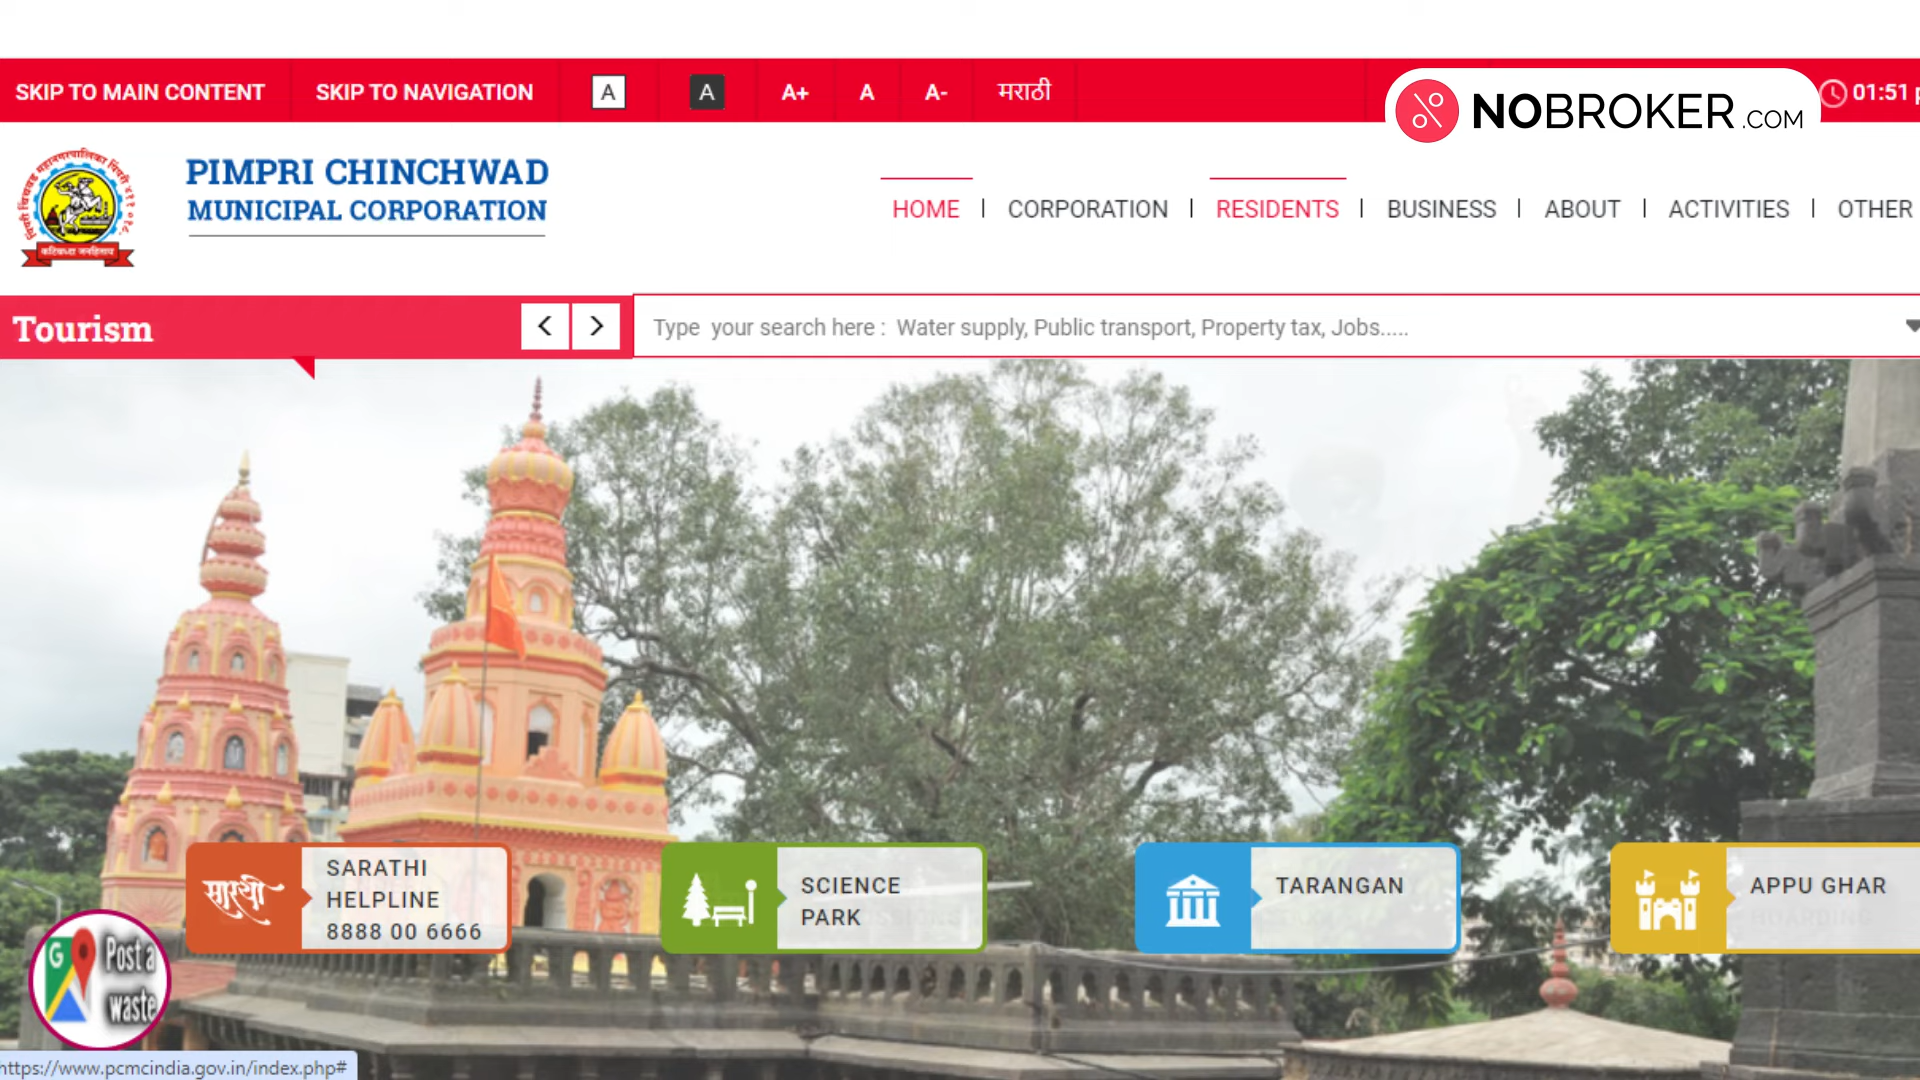 SKIP TO MAIN CONTENT SKIP TO NAVIGATION A A A+ A A- मराठी
NOBROKER.COM
01:51 p
PIMPRI CHINCHWAD
MUNICIPAL CORPORATION
HOME CORPORATION RESIDENTS BUSINESS ABOUT ACTIVITIES OTHER
Tourism
< >
Type your search here : Water supply, Public transport, Property tax, Jobs.....
सारथी
SARATHI
HELPLINE
8888 00 6666
SCIENCE
PARK
TARANGAN
APPU GHAR
HOARDING
G
Post a
waste
https://www.pcmcindia.gov.in/index.php#